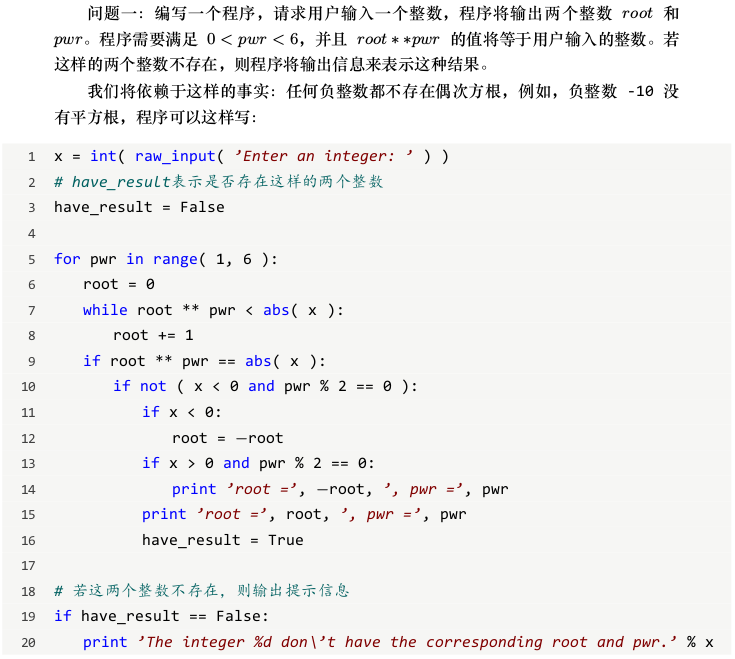 问题一：编写一个程序，请求用户输入一个整数，程序将输出两个整数 root 和
pwr。程序需要满足 0 < pwr < 6，并且 root**pwr 的值将等于用户输入的整数。若
这样的两个整数不存在，则程序将输出信息来表示这种结果。
我们将依赖于这样的事实：任何负整数都不存在偶次方根，例如，负整数 -10 没
有平方根，程序可以这样写：
1 x = int( raw_input( ’Enter an integer: ’ ) )
2 # have_result表示是否存在这样的两个整数
3 have_result = False
4
5 for pwr in range( 1, 6 ):
6 root = 0
7 while root ** pwr < abs( x ):
8 root += 1
9 if root ** pwr == abs( x ):
10 if not ( x < 0 and pwr % 2 == 0 ):
11 if x < 0:
12 root = −root
13 if x > 0 and pwr % 2 == 0:
14 print ’root =’, −root, ’, pwr =’, pwr
15 print ’root =’, root, ’, pwr =’, pwr
16 have_result = True
17
18 # 若这两个整数不存在，则输出提示信息
19 if have_result == False:
20 print ’The integer %d don\’t have the corresponding root and pwr.’ % x